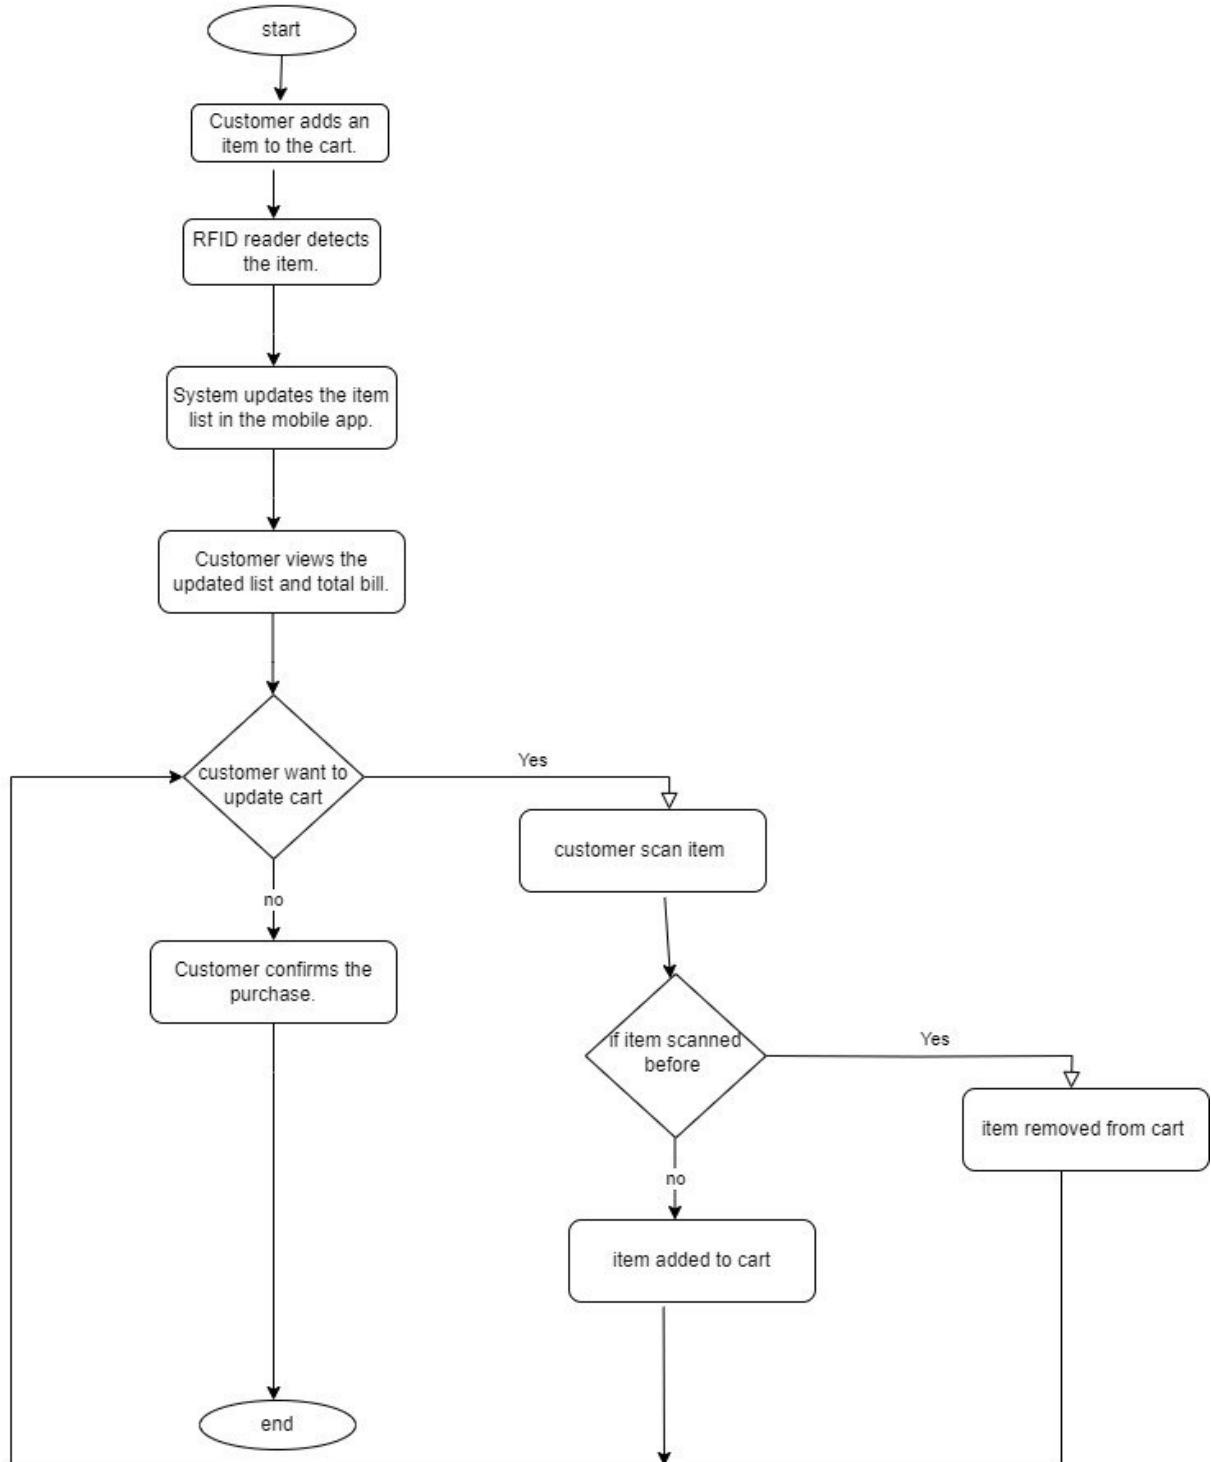 start
Customer adds an
item to the cart.
RFID reader detects
the item.
System updates the item
list in the mobile app.
Customer views the
updated list and total bill.
customer want to
update cart
Yes
customer scan item
no
Customer confirms the
purchase.
if item scanned
before
Yes
item removed from cart
no
item added to cart
end